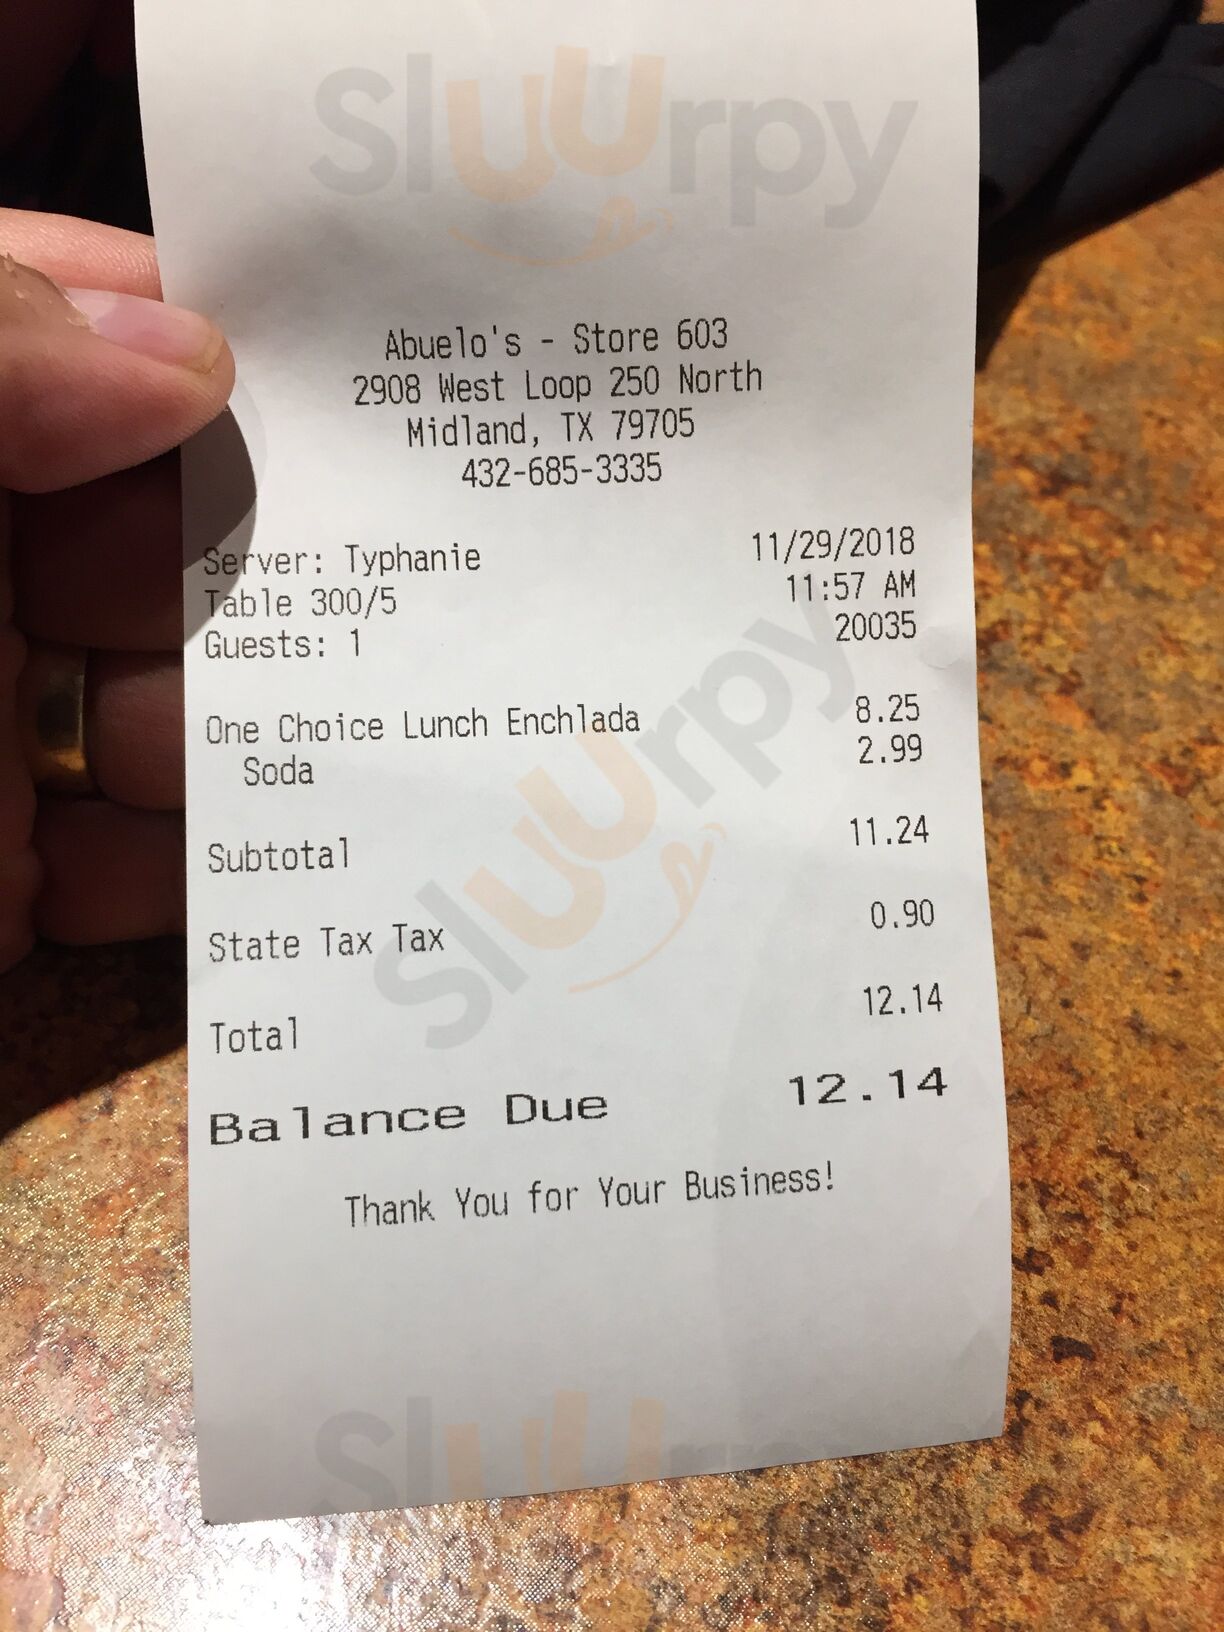 Sluurpy
Abuelo's - Store 603
2908 West Loop 250 North
Midland, TX 79705
432-685-3335
Server: Typhanie 11/29/2018
Table 300/5 11:57 AM
Guests: 1 20035
One Choice Lunch Enchlada 8.25
Soda 2.99
Sluurpy
Subtotal 11.24
State Tax Tax 0.90
Total 12.14
Balance Due 12.14
Thank You for Your Business!
Sluurpy